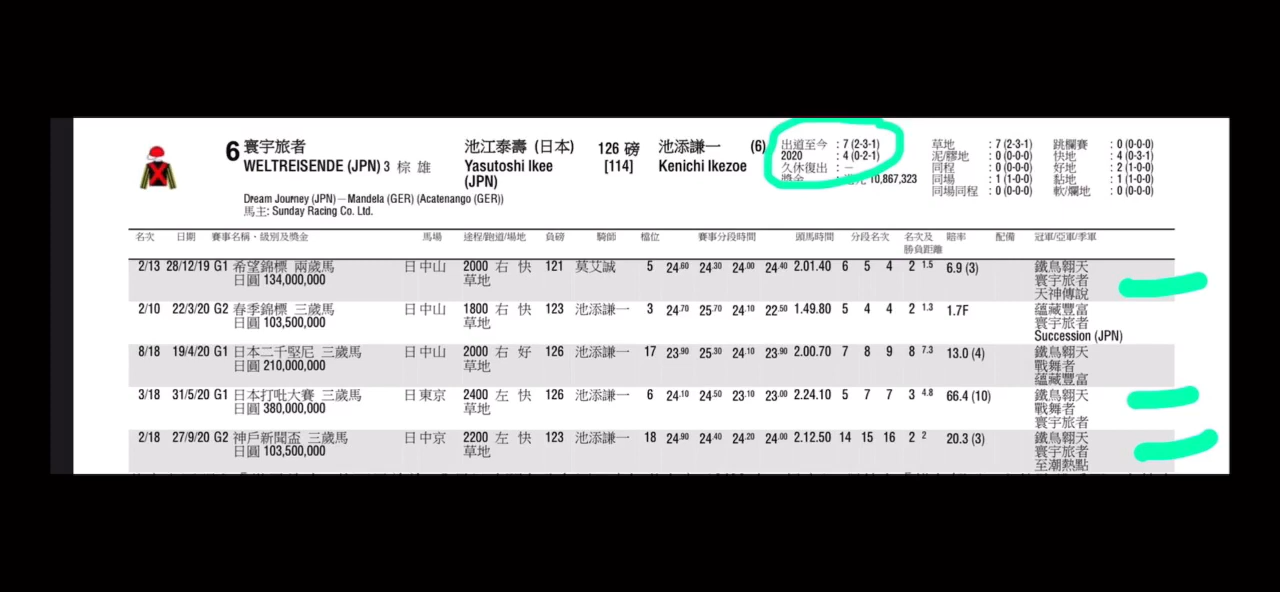 6 寰宇旅者 池江泰壽 (日本) 126 磅 池添謙一 (6) 出道至今 : 7 (2-3-1) 草地 : 7 (2-3-1) 跳欄賽 : 0 (0-0-0)
WELTREISENDE (JPN) 3 棕 雄 Yasutoshi Ikee [114] Kenichi Ikezoe 2020 : 4 (0-2-1) 泥/膠地 : 0 (0-0-0) 快地 : 4 (0-3-1)
(JPN) 久休復出 : － 同程 : 0 (0-0-0) 好地 : 2 (1-0-0)
獎金 : 港元 10,867,323 同場 : 1 (1-0-0) 黏地 : 1 (1-0-0)
同場同程 : 0 (0-0-0) 軟/爛地 : 0 (0-0-0)
Dream Journey (JPN)－Mandela (GER) (Acatenango (GER))
馬主: Sunday Racing Co. Ltd.
名次 日期 賽事名稱、級別及獎金 馬場 途程/跑道/場地 負磅 騎師 檔位 賽事分段時間 頭馬時間 分段名次 名次及 賠率 配備 冠軍/亞軍/季軍
勝負距離
2/13 28/12/19 G1 希望錦標 兩歲馬 日 中山 2000 右 快 121 莫艾誠 5 24.60 24.30 24.00 24.40 2.01.40 6 5 4 2 1.5 6.9 (3) 鐵鳥翱天
日圓 134,000,000 草地 寰宇旅者
天神傳說
2/10 22/3/20 G2 春季錦標 三歲馬 日 中山 1800 右 快 123 池添謙一 3 24.70 25.70 24.10 22.50 1.49.80 5 4 4 2 1.3 1.7F 蘊藏豐富
日圓 103,500,000 草地 寰宇旅者
Succession (JPN)
8/18 19/4/20 G1 日本二千堅尼 三歲馬 日 中山 2000 右 好 126 池添謙一 17 23.90 25.30 24.10 23.90 2.00.70 7 8 9 8 7.3 13.0 (4) 鐵鳥翱天
日圓 210,000,000 草地 戰舞者
蘊藏豐富
3/18 31/5/20 G1 日本打吡大賽 三歲馬 日 東京 2400 左 快 126 池添謙一 6 24.10 24.50 23.10 23.00 2.24.10 5 7 7 3 4.8 66.4 (10) 鐵鳥翱天
日圓 380,000,000 草地 戰舞者
寰宇旅者
2/18 27/9/20 G2 神戶新聞盃 三歲馬 日 中京 2200 左 快 123 池添謙一 18 24.90 24.40 24.20 24.00 2.12.50 14 15 16 2 2 20.3 (3) 鐵鳥翱天
日圓 103,500,000 草地 寰宇旅者
至潮熱點